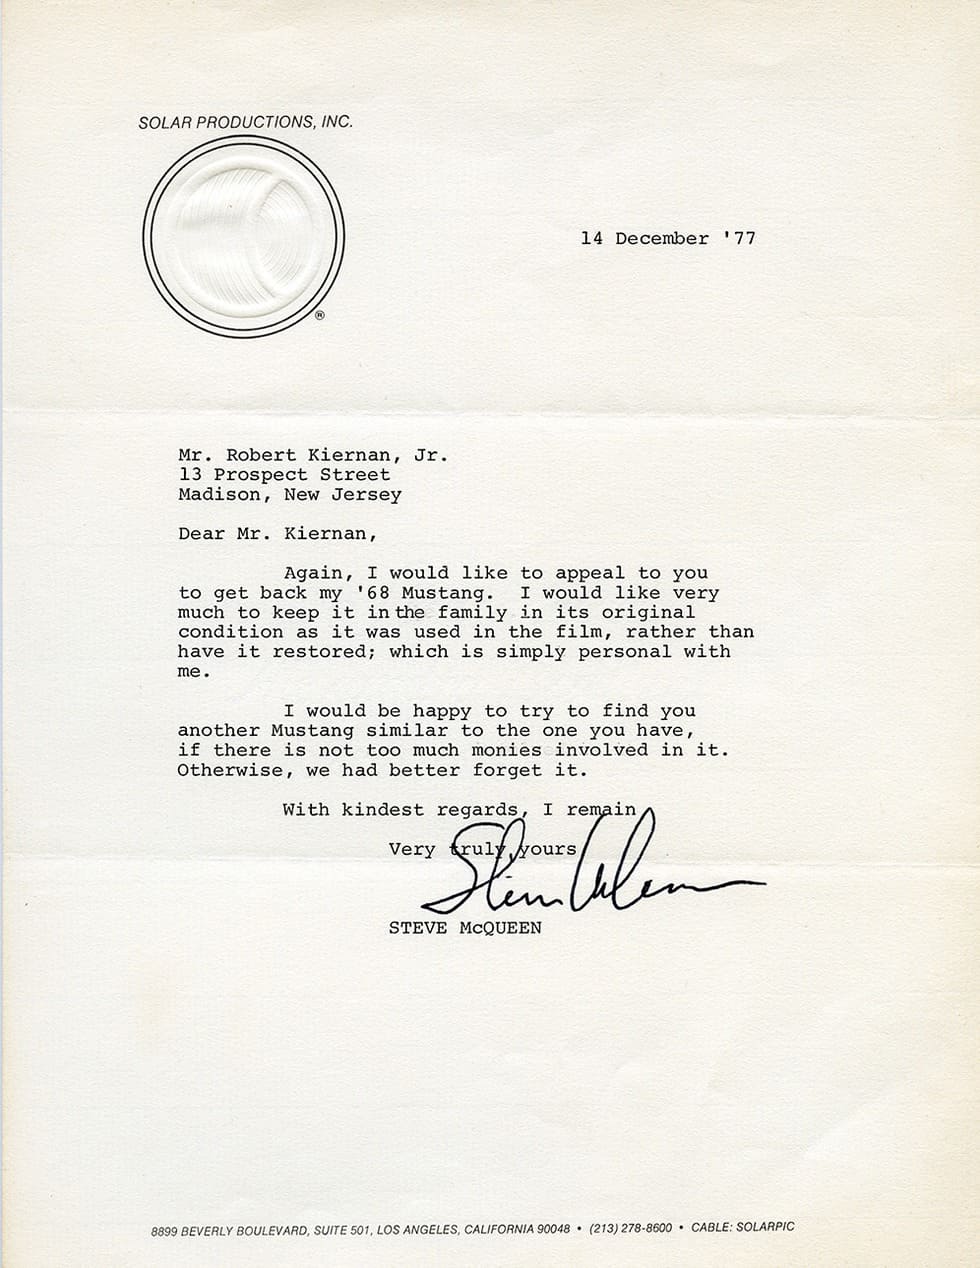 SOLAR PRODUCTIONS, INC.
®
14 December '77
Mr. Robert Kiernan, Jr.
13 Prospect Street
Madison, New Jersey
Dear Mr. Kiernan,
Again, I would like to appeal to you
to get back my '68 Mustang. I would like very
much to keep it in the family in its original
condition as it was used in the film, rather than
have it restored; which is simply personal with
me.
I would be happy to try to find you
another Mustang similar to the one you have,
if there is not too much monies involved in it.
Otherwise, we had better forget it.
With kindest regards, I remain
Very truly yours
STEVE McQUEEN
8899 BEVERLY BOULEVARD, SUITE 501, LOS ANGELES, CALIFORNIA 90048 • (213) 278-8600 • CABLE: SOLARPIC